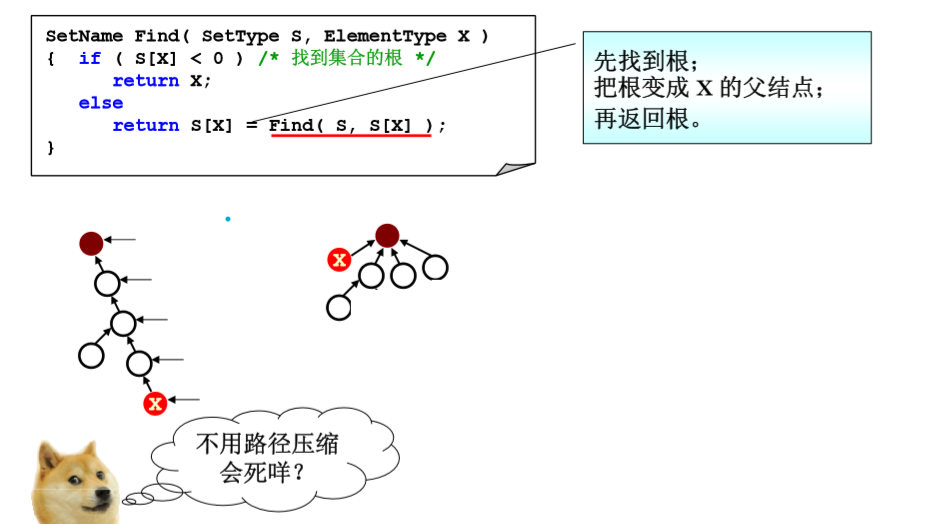 SetName Find( SetType S, ElementType X )
{ if ( S[X] < 0 ) /* 找到集合的根 */
return X;
else
return S[X] = Find( S, S[X] );
}
先找到根；
把根变成 X 的父结点；
再返回根。
X
X
不用路径压缩
会死咩？